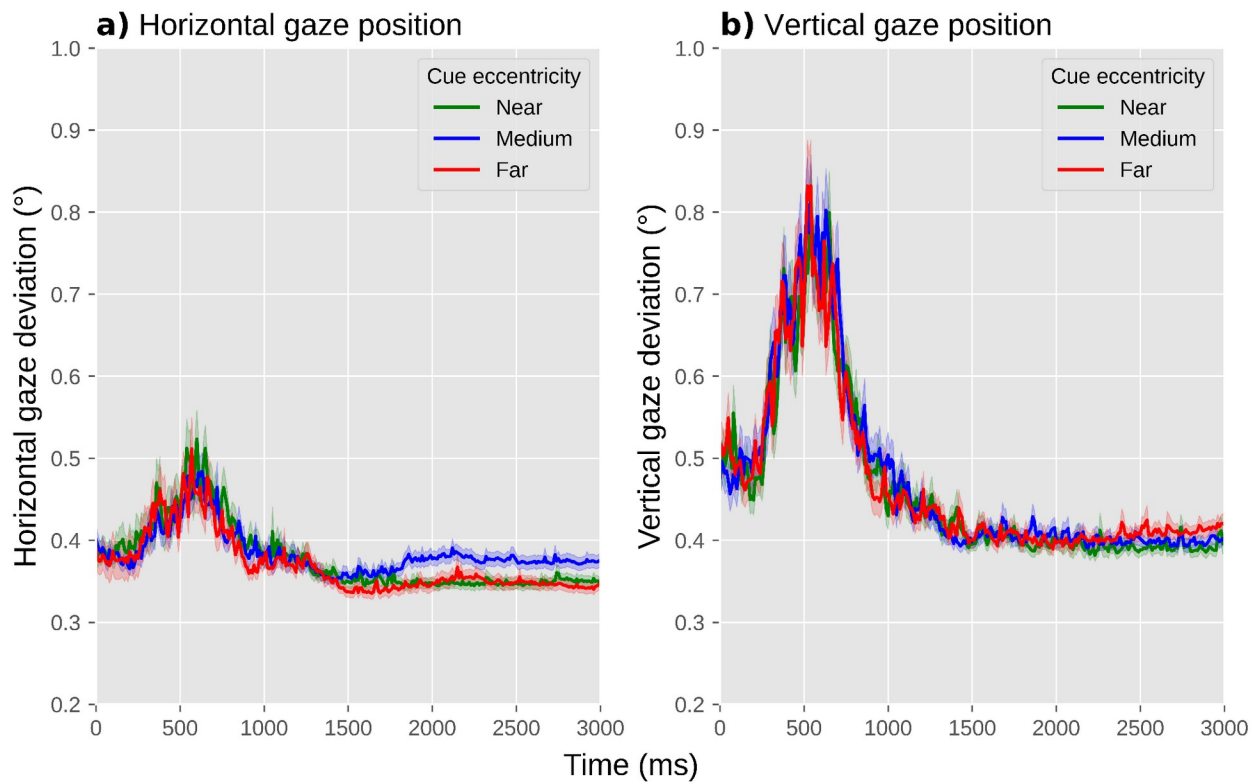 a) Horizontal gaze position
Horizontal gaze deviation (°)
1.0
0.9
0.8
0.7
0.6
0.5
0.4
0.3
0.2
Cue eccentricity
Near
Medium
Far
0 500 1000 1500 2000 2500 3000
b) Vertical gaze position
Vertical gaze deviation (°)
1.0
0.9
0.8
0.7
0.6
0.5
0.4
0.3
0.2
Cue eccentricity
Near
Medium
Far
0 500 1000 1500 2000 2500 3000
Time (ms)